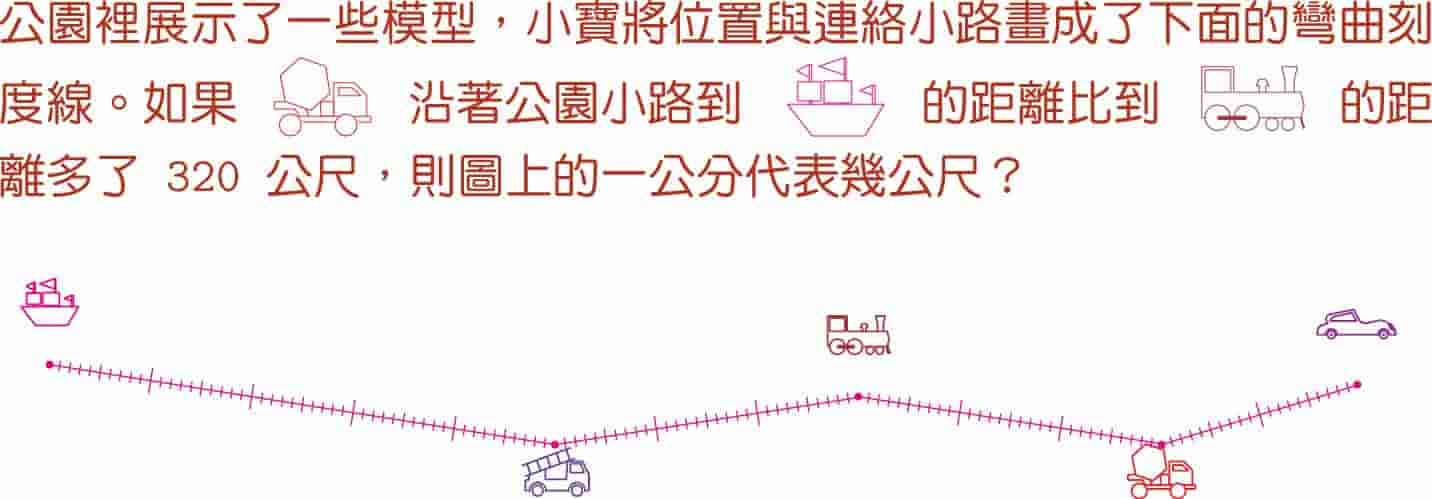 公園裡展示了一些模型，小寶將位置與連絡小路畫成了下面的彎曲刻
度線。如果 沿著公園小路到 的距離比到 的距
離多了 320 公尺，則圖上的一公分代表幾公尺？